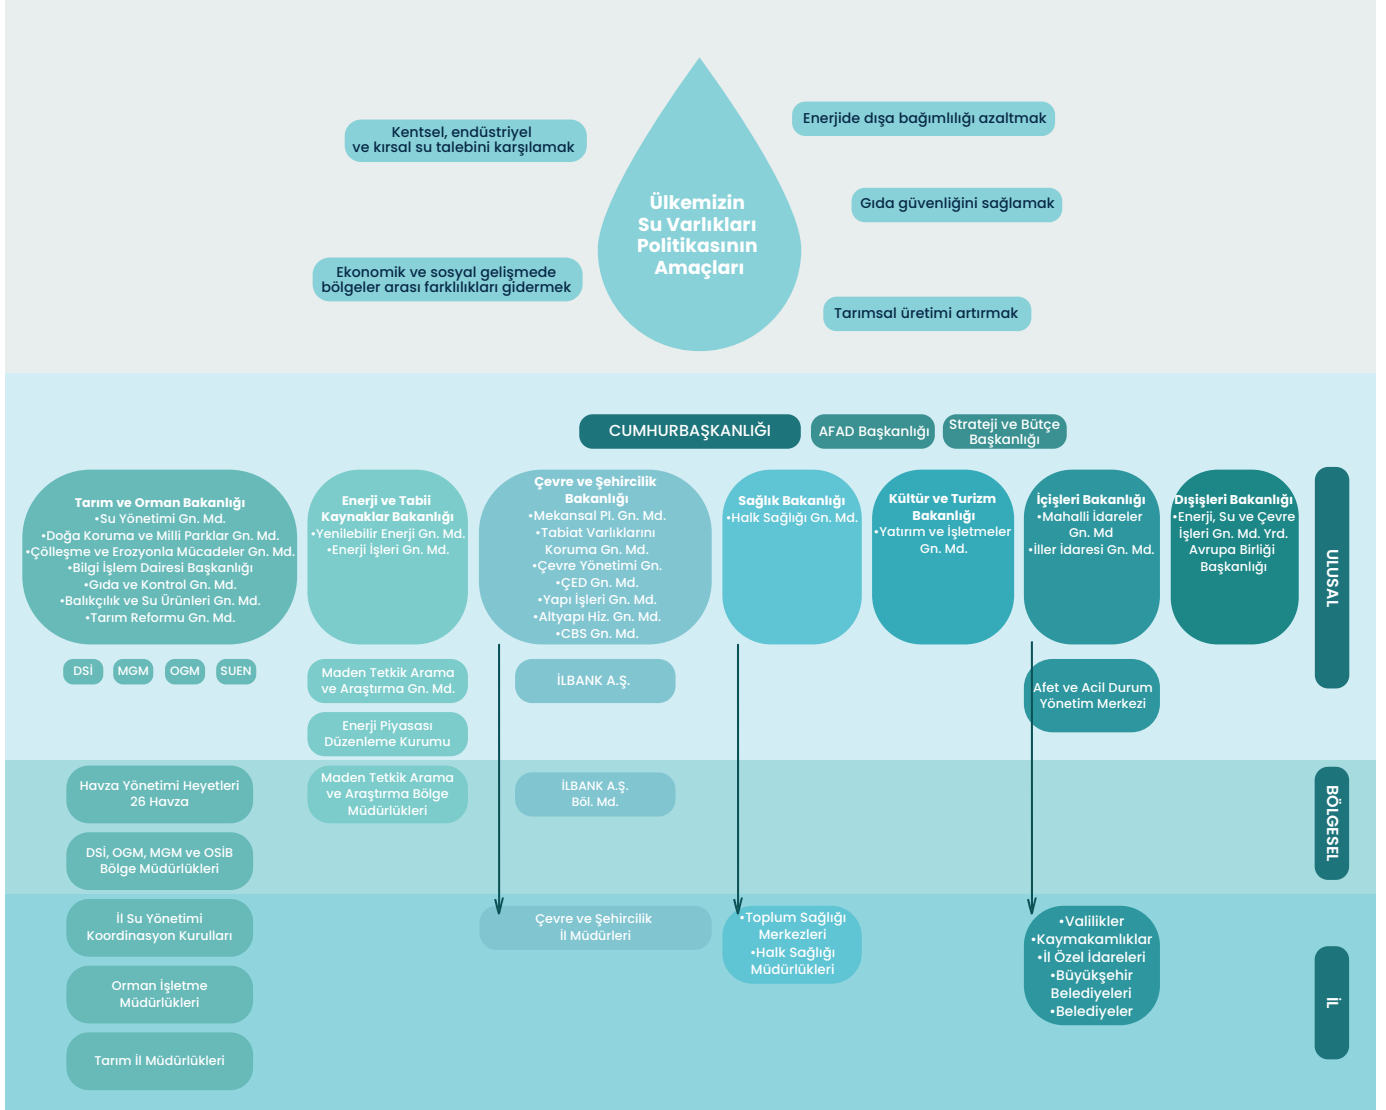 Kentsel, endüstriyel
ve kırsal su talebini karşılamak
Ekonomik ve sosyal gelişmede
bölgeler arası farklılıkları gidermek
Ülkemizin
Su Varlıkları
Politikasının
Amaçları
Enerjide dışa bağımlılığı azaltmak
Gıda güvenliğini sağlamak
Tarımsal üretimi artırmak
CUMHURBAŞKANLIĞI
AFAD Başkanlığı
Strateji ve Bütçe
Başkanlığı
Tarım ve Orman Bakanlığı
•Su Yönetimi Gn. Md.
•Doğa Koruma ve Milli Parklar Gn. Md.
•Çölleşme ve Erozyonla Mücadeler Gn. Md.
•Bilgi İşlem Dairesi Başkanlığı
•Gıda ve Kontrol Gn. Md.
•Balıkçılık ve Su Ürünleri Gn. Md.
•Tarım Reformu Gn. Md.
Enerji ve Tabii
Kaynaklar Bakanlığı
•Yenilebilir Enerji Gn. Md.
•Enerji İşleri Gn. Md.
Çevre ve Şehircilik
Bakanlığı
•Mekansal Pl. Gn. Md.
•Tabiat Varlıklarını
Koruma Gn. Md.
•Çevre Yönetimi Gn.
•ÇED Gn. Md.
•Yapı İşleri Gn. Md.
•Altyapı Hiz. Gn. Md.
•CBS Gn. Md.
Sağlık Bakanlığı
•Halk Sağlığı Gn. Md.
Kültür ve Turizm
Bakanlığı
•Yatırım ve İşletmeler
Gn. Md.
İçişleri Bakanlığı
•Mahalli İdareler
Gn. Md
•İller İdaresi Gn. Md.
Dışişleri Bakanlığı
•Enerji, Su ve Çevre
İşleri Gn. Md. Yrd.
Avrupa Birliği
Başkanlığı
ULUSAL
DSİ
MGM
OGM
SUEN
Maden Tetkik Arama
ve Araştırma Gn. Md.
Enerji Piyasası
Düzenleme Kurumu
İLBANK A.Ş.
Afet ve Acil Durum
Yönetim Merkezi
Havza Yönetimi Heyetleri
26 Havza
DSİ, OGM, MGM ve OSİB
Bölge Müdürlükleri
Maden Tetkik Arama
ve Araştırma Bölge
Müdürlükleri
İLBANK A.Ş.
Böl. Md.
BÖLGESEL
İl Su Yönetimi
Koordinasyon Kurulları
Orman İşletme
Müdürlükleri
Tarım İl Müdürlükleri
Çevre ve Şehircilik
İl Müdürleri
•Toplum Sağlığı
Merkezleri
•Halk Sağlığı
Müdürlükleri
•Valilikler
•Kaymakamlıklar
•İl Özel İdareleri
•Büyükşehir
Belediyeleri
•Belediyeler
İL